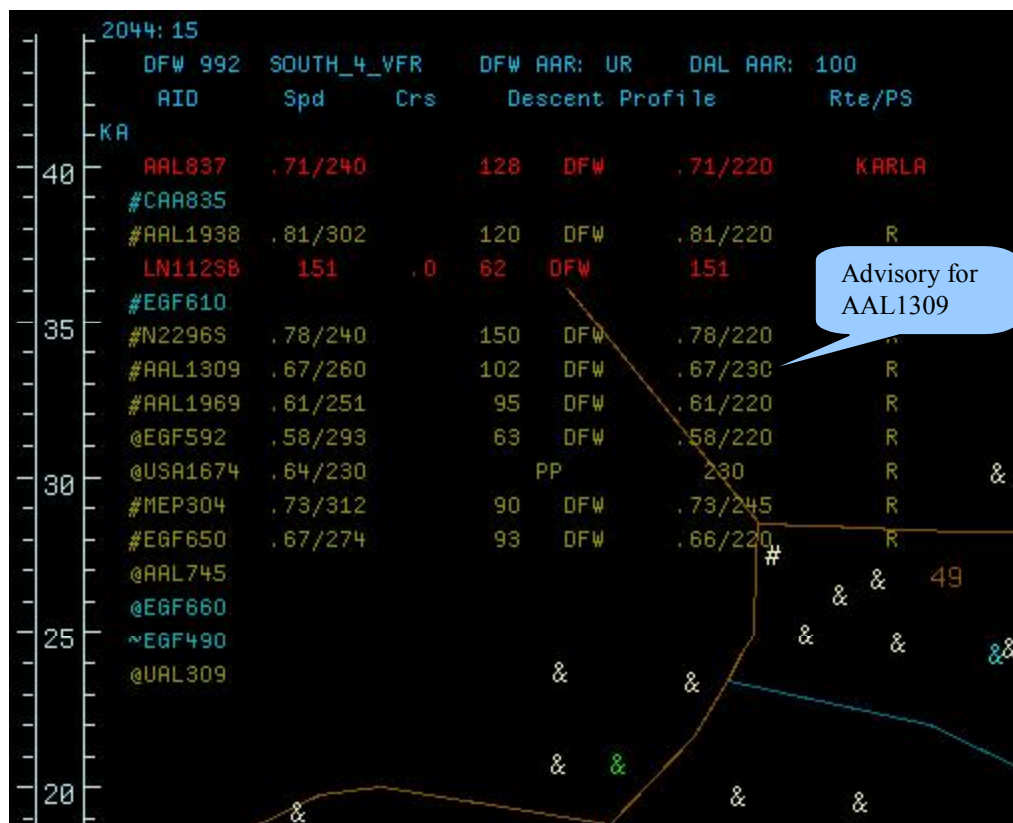 2044:15
DFW 992 SOUTH_4_VFR DFW AAR: UR DAL AAR: 100
AID Spd Crs Descent Profile Rte/PS
KA
AAL837 .71/240 128 DFW .71/220 KARLA
40
#CAA835
#AAL1938 .81/302 120 DFW .81/220 R
LN112SB 151 .0 62 DFW 151
Advisory for
AAL1309
#EGF610
35
#N2296S .78/240 150 DFW .78/220
#AAL1309 .67/260 102 DFW .67/230 R
#AAL1969 .61/251 95 DFW .61/220 R
@EGF592 .58/293 63 DFW .58/220 R
@USA1674 .64/230 PP 230 R
&
30
#MEP304 .73/312 90 DFW .73/245 R
#EGF650 .67/274 93 DFW .66/220 R
#
@AAL745
& 49
@EGF660
&
~EGF490
& & &&
25
@UAL309
& &
& &
20
& & &